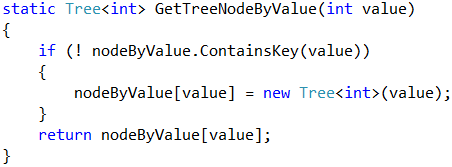 static Tree<int> GetTreeNodeByValue(int value)
{
    if (! nodeByValue.ContainsKey(value))
    {
        nodeByValue[value] = new Tree<int>(value);
    }
    return nodeByValue[value];
}